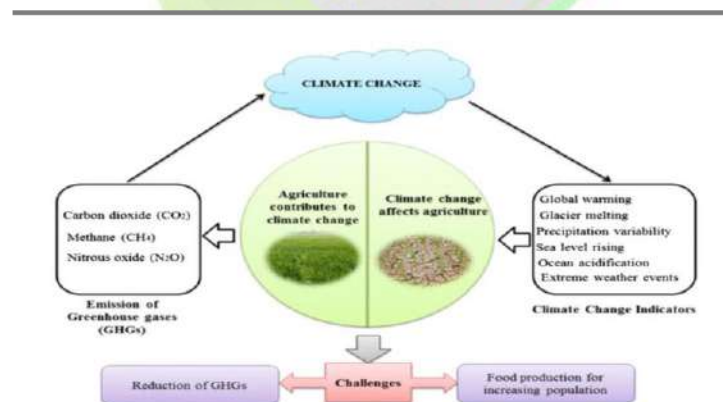 CLIMATE CHANGE
Agriculture
contributes to
climate change
Climate change
affects agriculture
Carbon dioxide (CO₂)
Methane (CH₄)
Nitrous oxide (N₂O)
Emission of
Greenhouse gases
(GHGs)
Global warming
Glacier melting
Precipitation variability
Sea level rising
Ocean acidification
Extreme weather events
Climate Change Indicators
Reduction of GHGs
Challenges
Food production for
increasing population